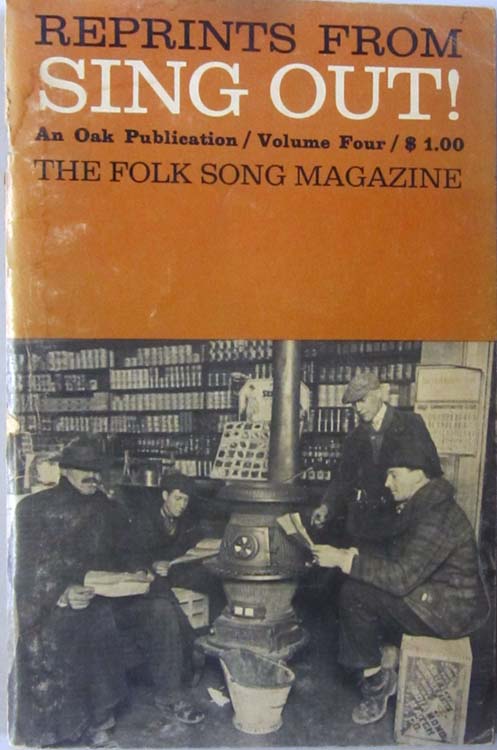 REPRINTS FROM
SING OUT!
An Oak Publication / Volume Four / $ 1.00
THE FOLK SONG MAGAZINE